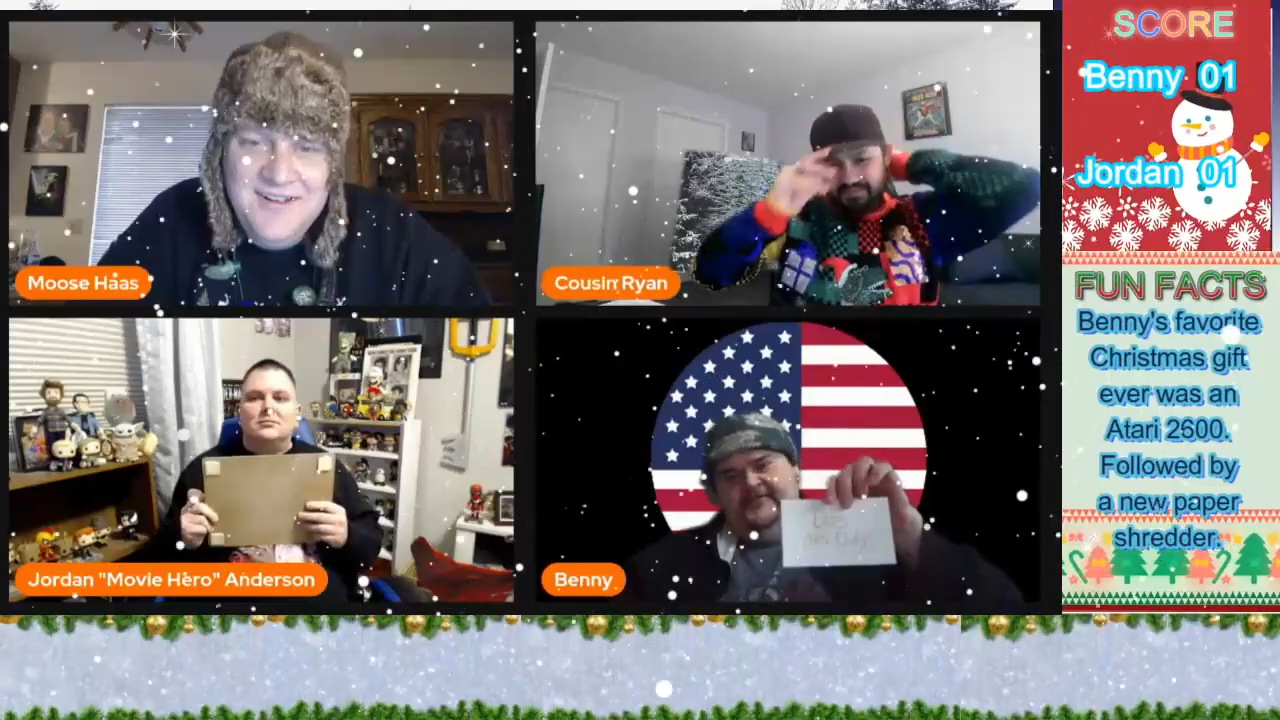 SCORE
Benny 01
Jordan 01
Moose Haas
Cousin Ryan
Jordan "Movie Hero" Anderson
Benny
FUN FACTS
Benny's favorite
Christmas gift
ever was an
Atari 2600.
Followed by
a new paper
shredder.